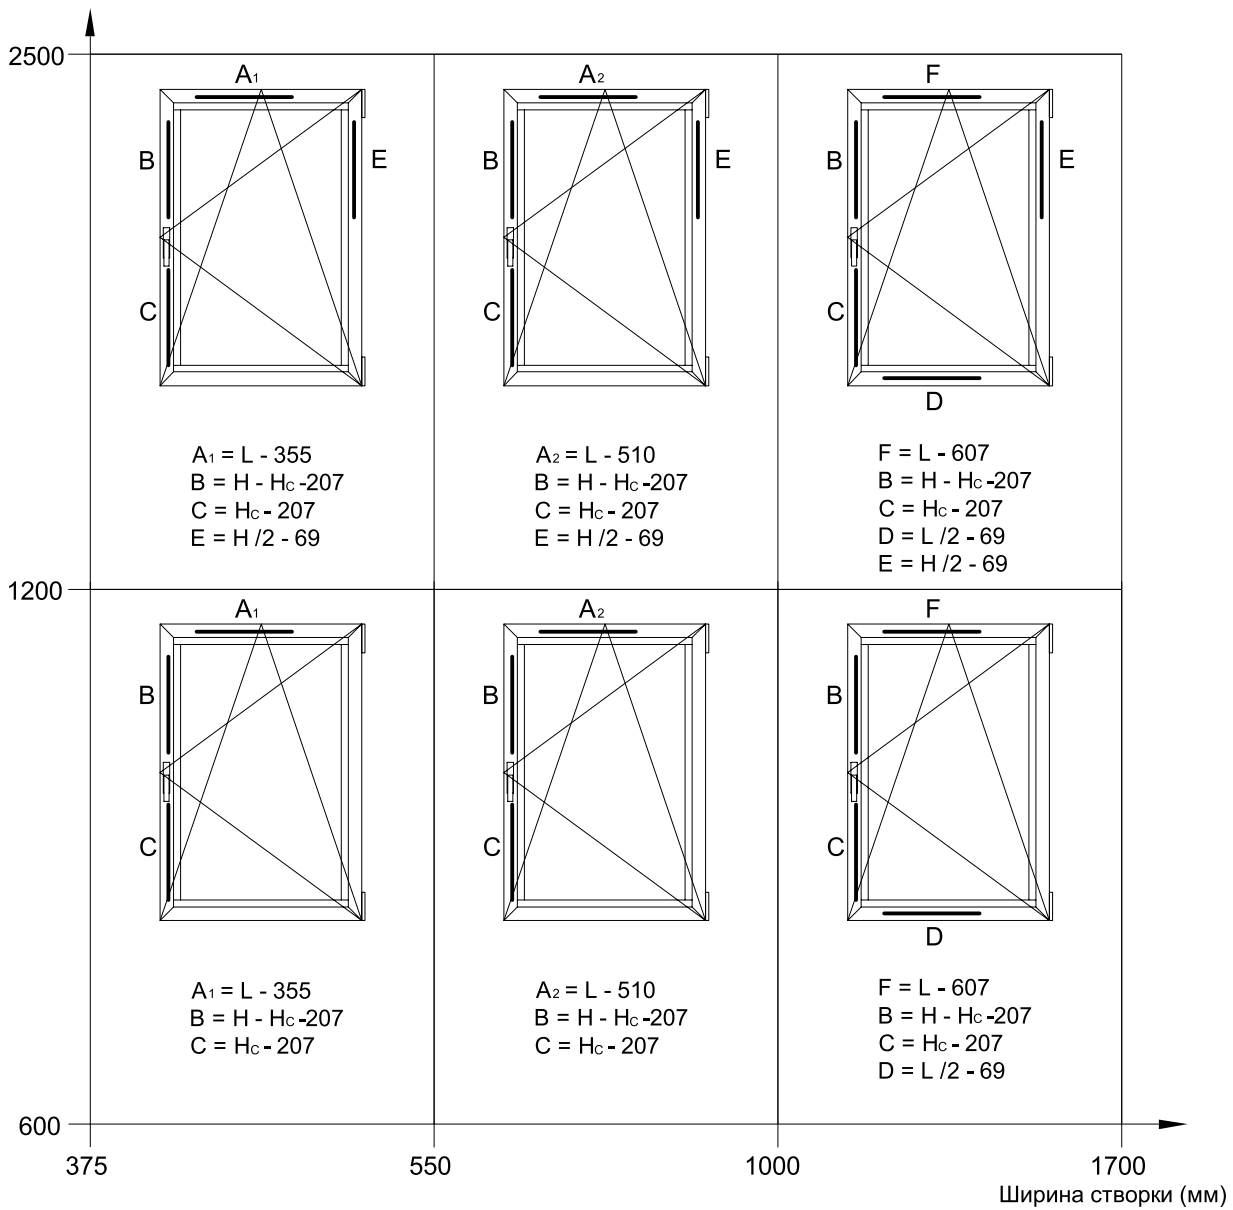 2500
A1
B
E
C
A1 = L - 355
B = H - HC -207
C = HC - 207
E = H /2 - 69
A2
B
E
C
A2 = L - 510
B = H - HC -207
C = HC - 207
E = H /2 - 69
F
B
E
C
D
F = L - 607
B = H - HC -207
C = HC - 207
D = L /2 - 69
E = H /2 - 69
1200
A1
B
C
A1 = L - 355
B = H - HC -207
C = HC - 207
A2
B
C
A2 = L - 510
B = H - HC -207
C = HC - 207
F
B
C
D
F = L - 607
B = H - HC -207
C = HC - 207
D = L /2 - 69
600
375
550
1000
1700
Ширина створки (мм)